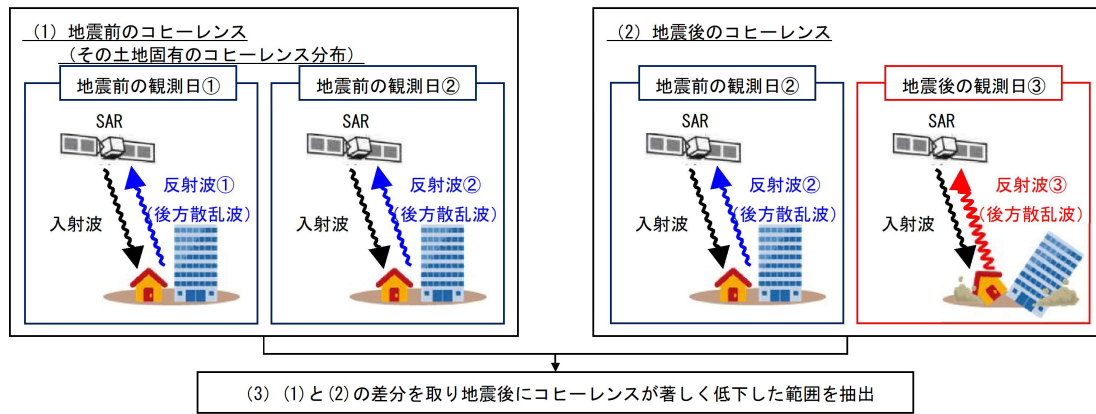 (1) 地震前のコヒーレンス
(その土地固有のコヒーレンス分布)
地震前の観測日①
SAR
反射波①
(後方散乱波)
入射波
地震前の観測日②
SAR
反射波②
(後方散乱波)
入射波
(2) 地震後のコヒーレンス
地震前の観測日②
SAR
反射波②
(後方散乱波)
入射波
地震後の観測日③
SAR
反射波③
(後方散乱波)
入射波
(3) (1)と(2)の差分を取り地震後にコヒーレンスが著しく低下した範囲を抽出